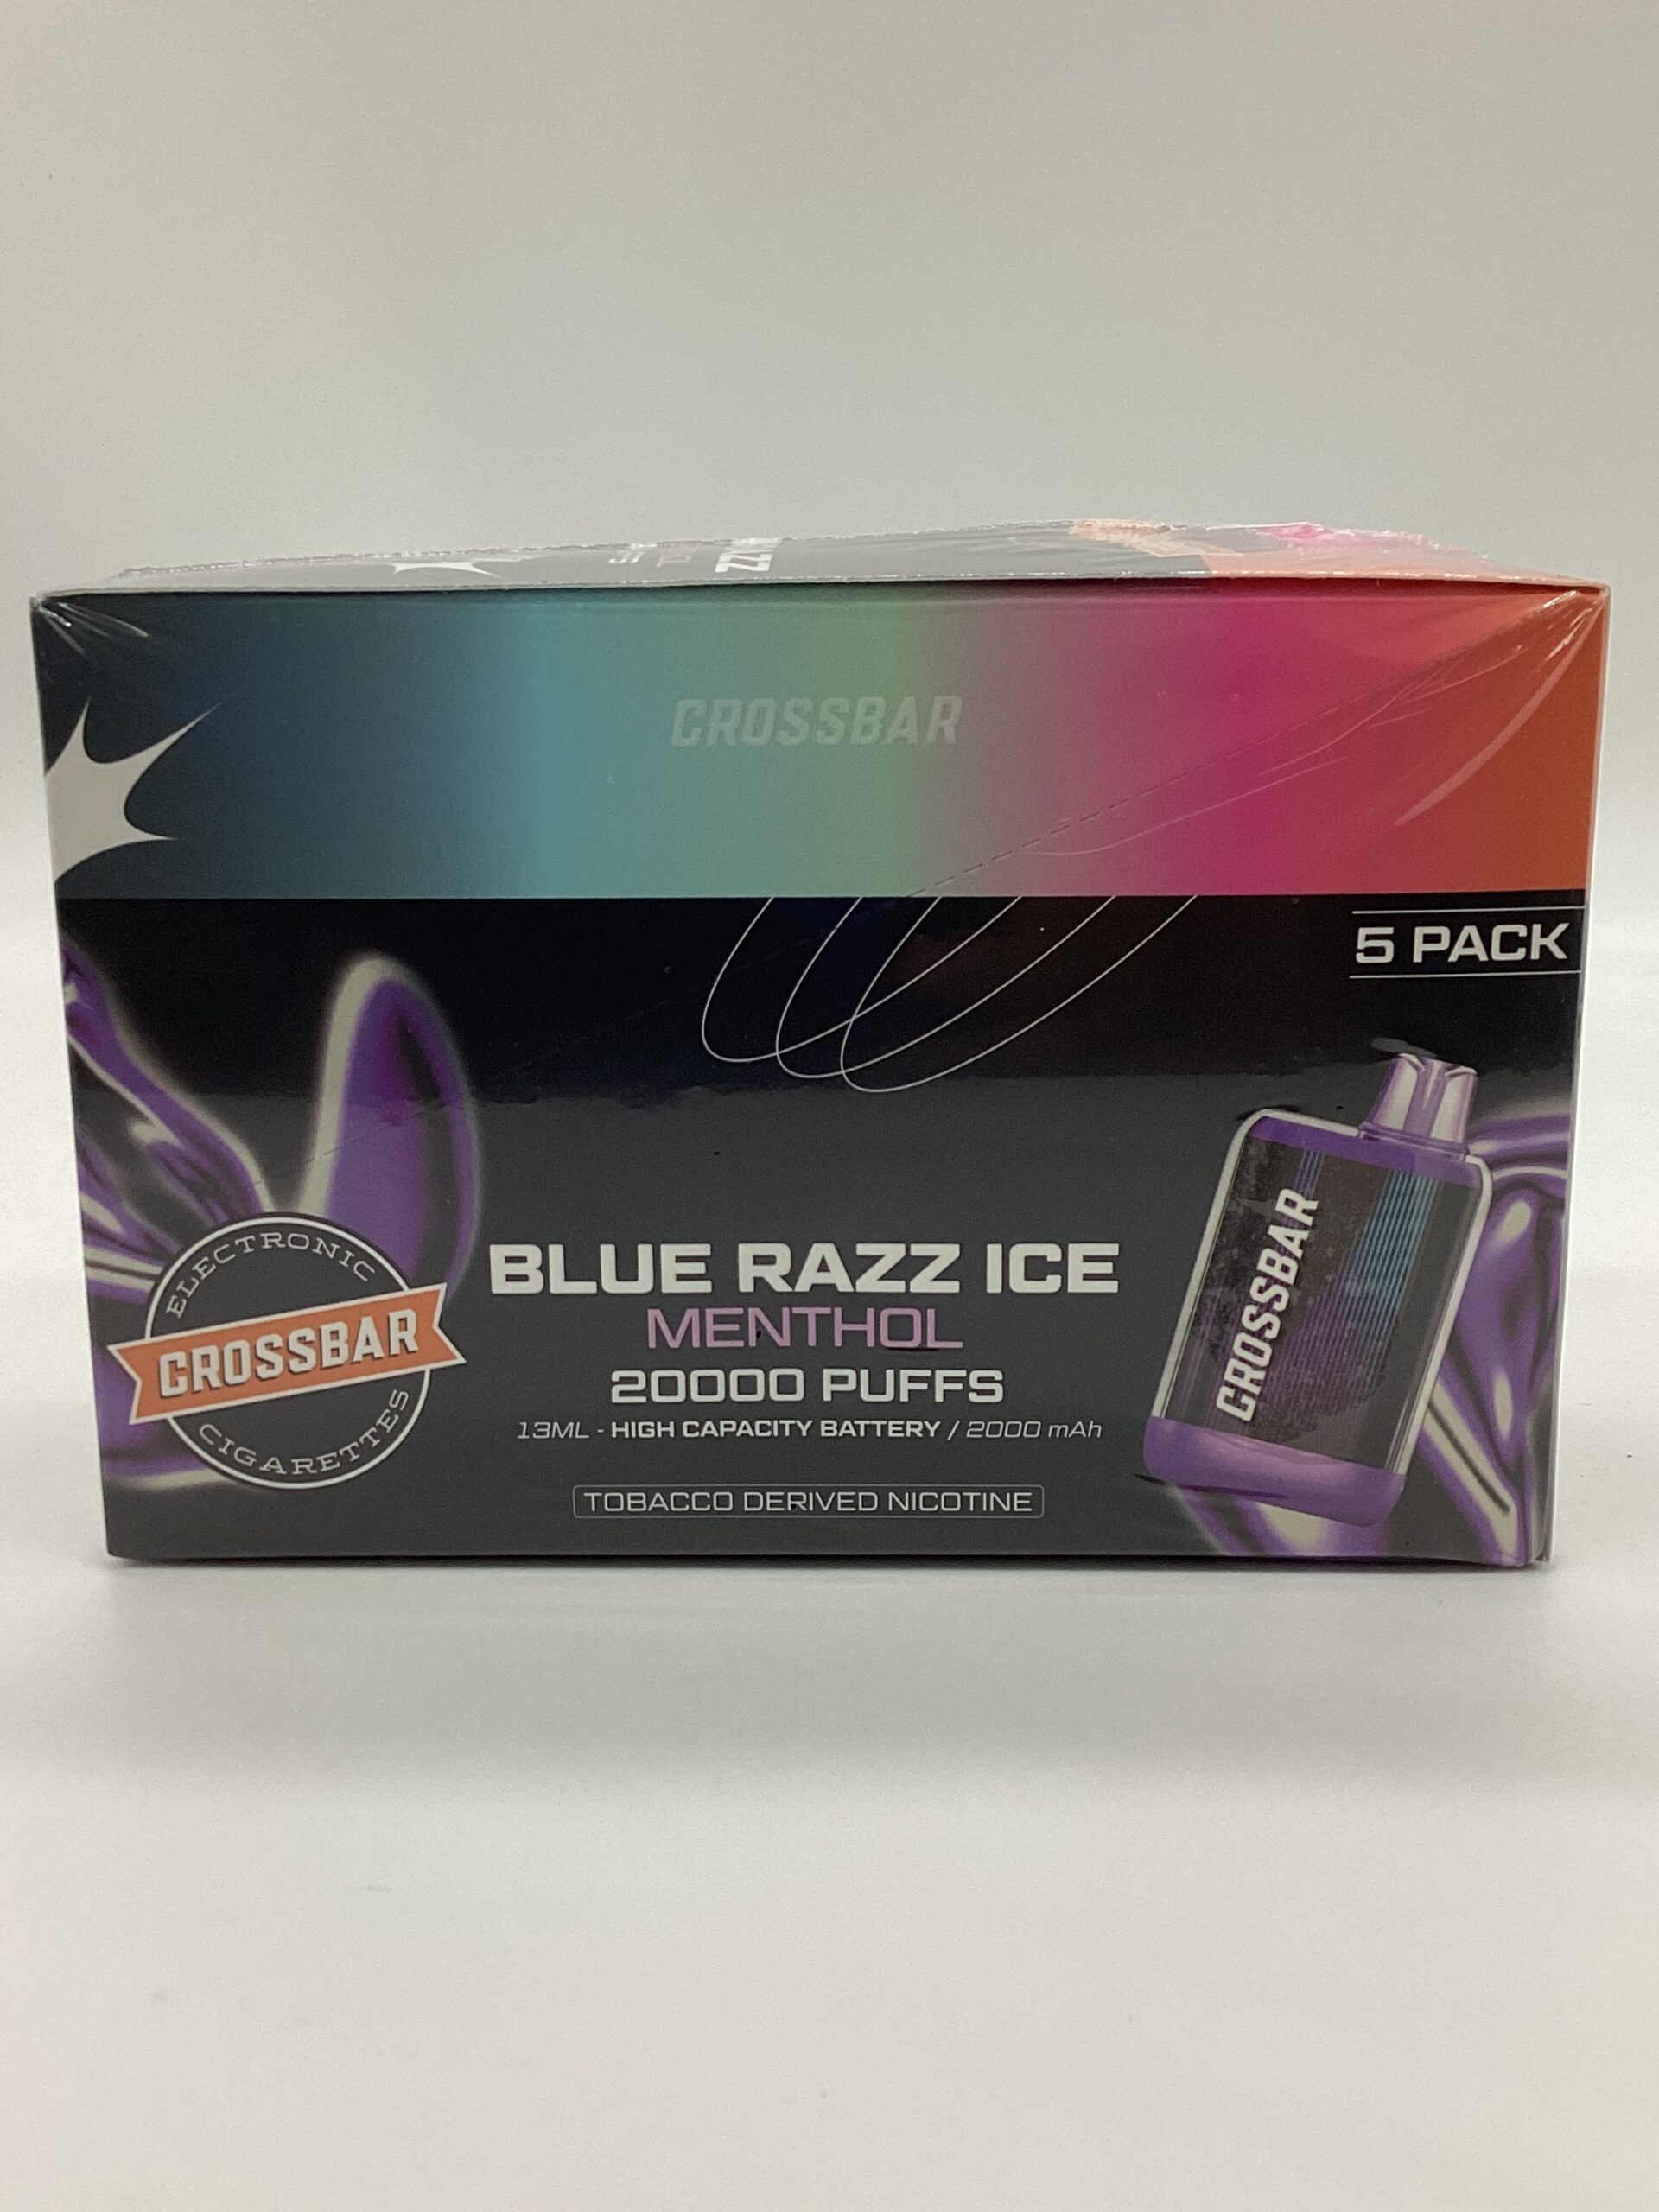 CROSSBAR
5 PACK
ELECTRONIC
CROSSBAR
CIGARETTES
BLUE RAZZ ICE
MENTHOL
20000 PUFFS
13ML - HIGH CAPACITY BATTERY / 2000 mAh
TOBACCO DERIVED NICOTINE
CROSSBAR